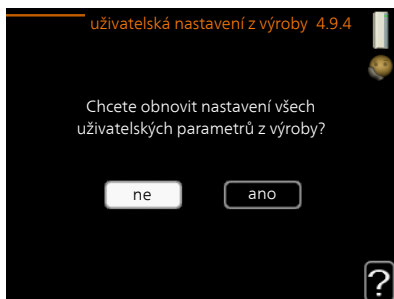 uživatelská nastavení z výroby 4.9.4
Chcete obnovit nastavení všech
uživatelských parametrů z výroby?
ne
ano
?